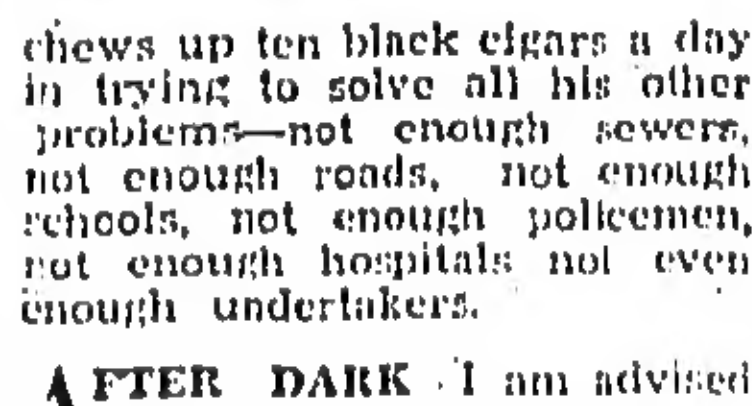 chews up ten black cigars a day
in trying to solve all his other
problems—not enough sewers,
not enough roads, not enough
schools, not enough policemen,
not enough hospitals not even
enough undertakers.
AFTER DARK I am advised